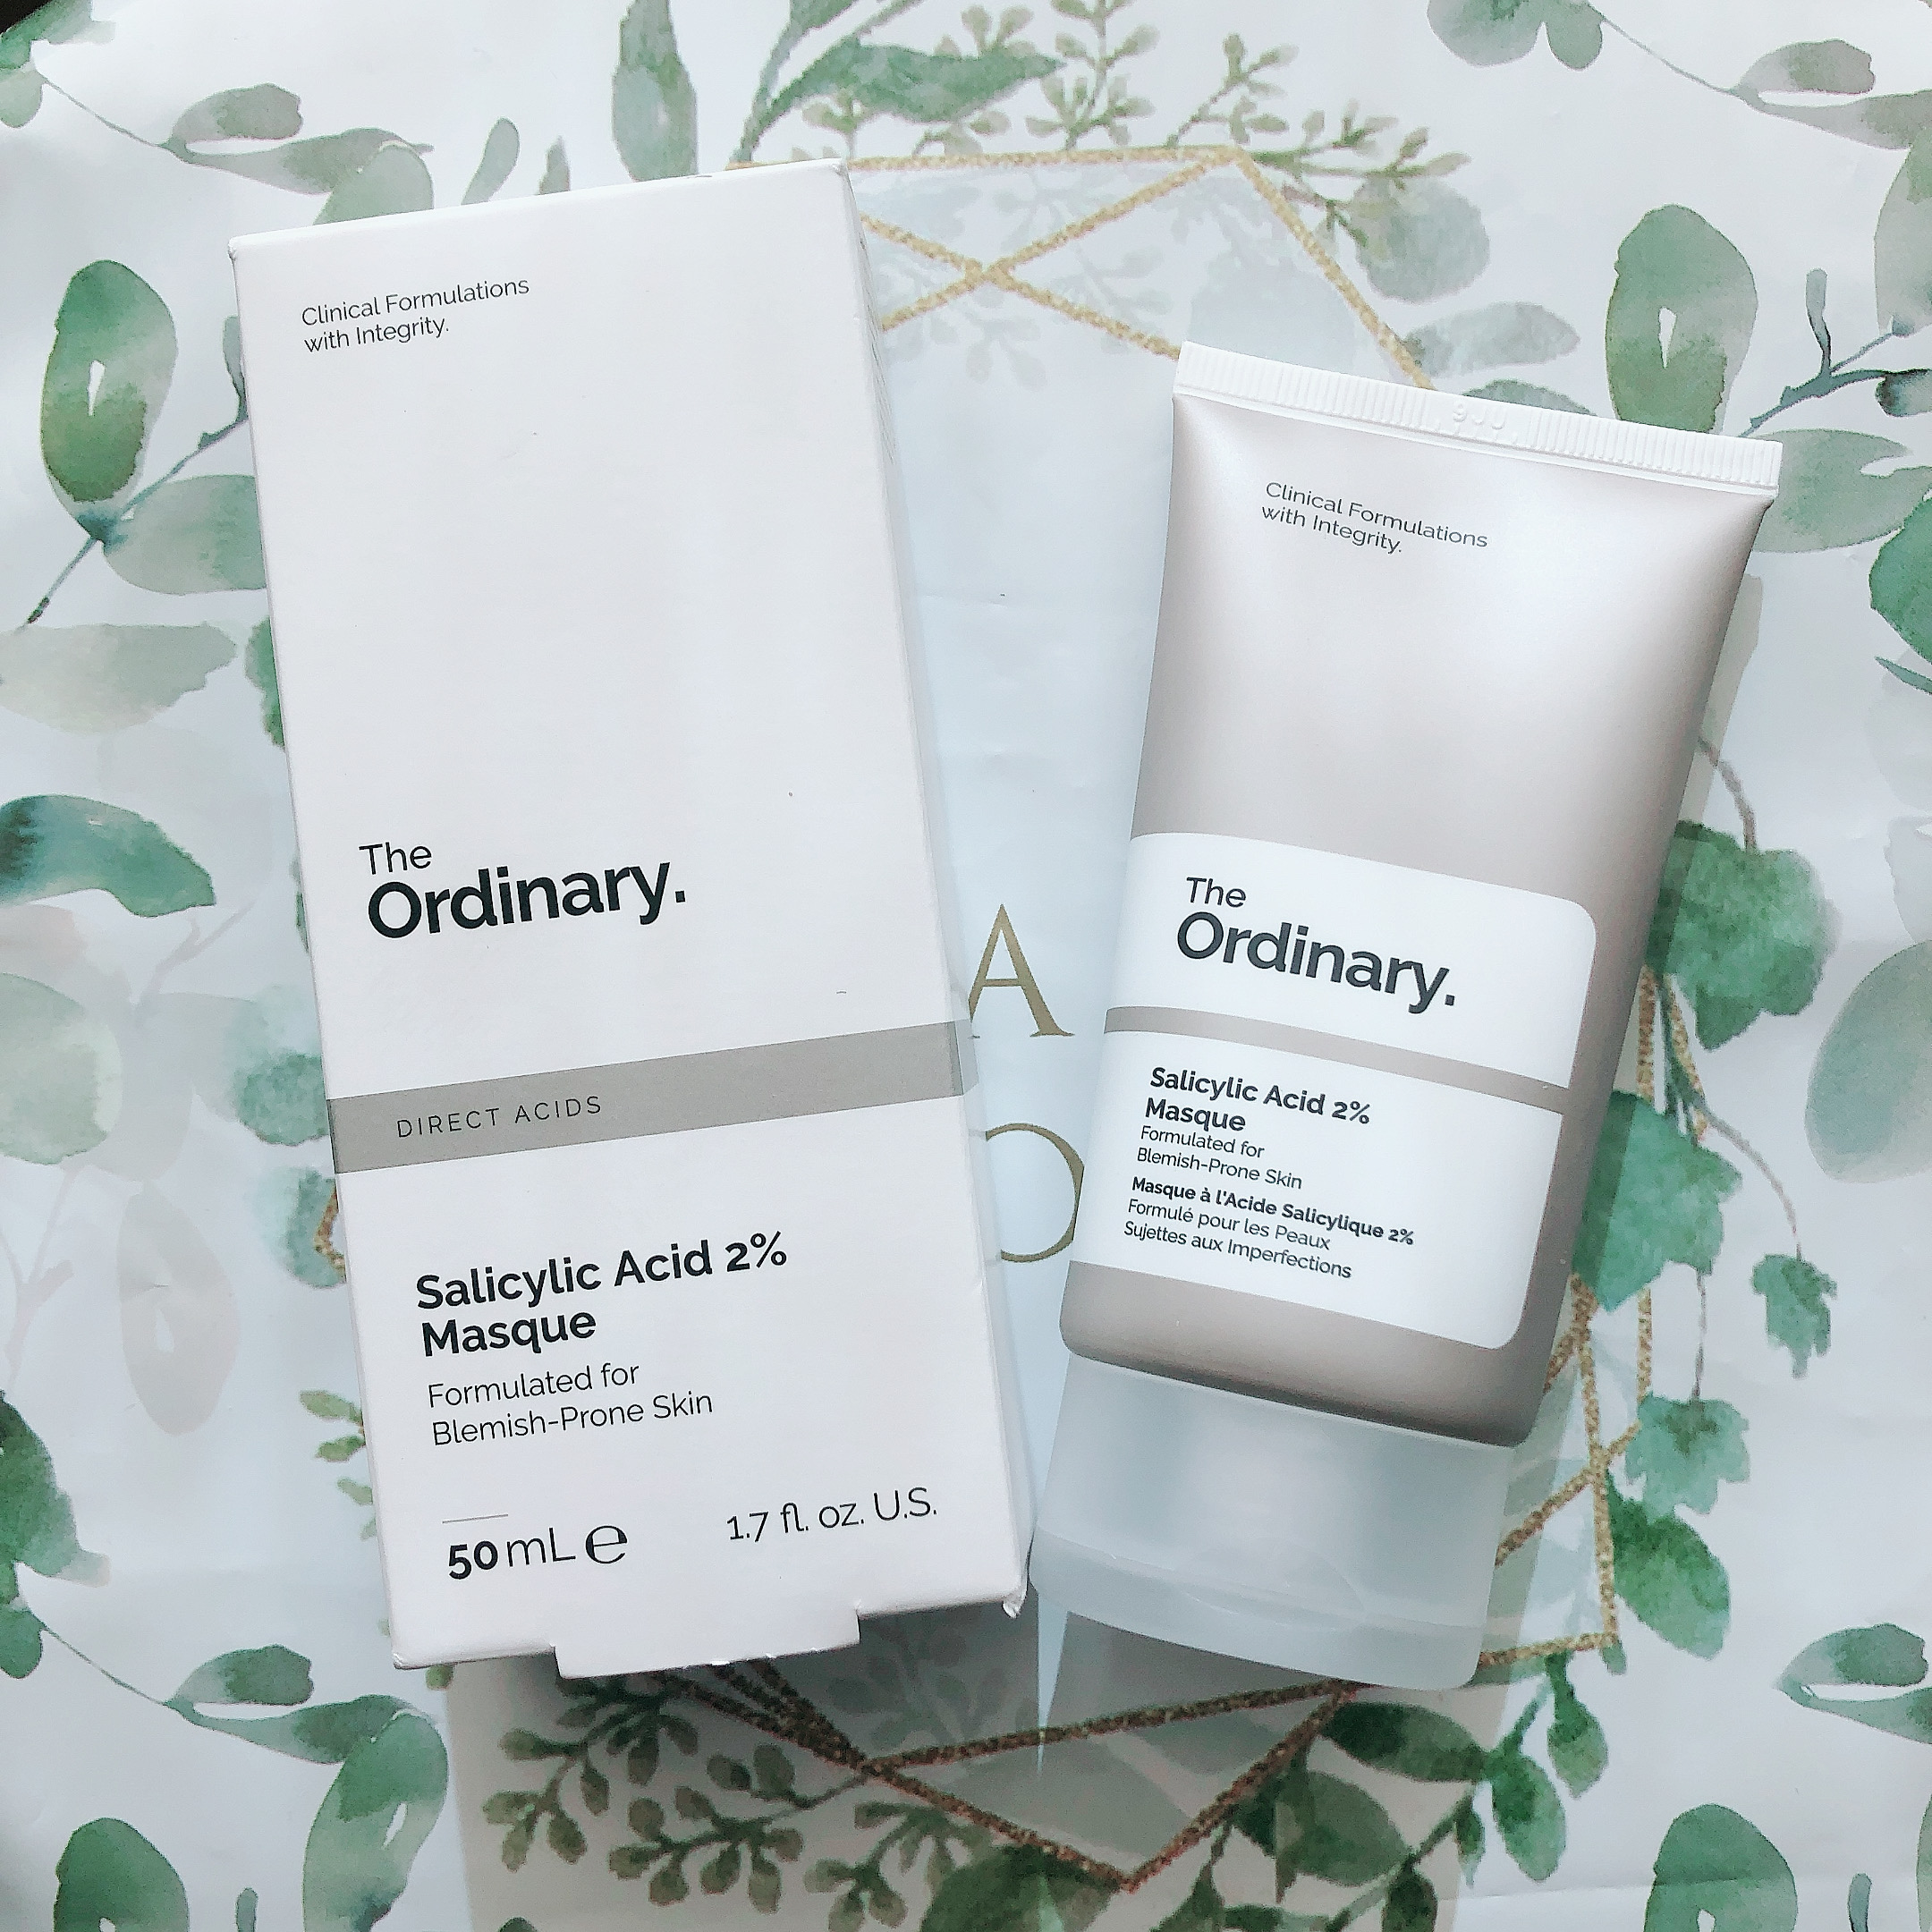 Clinical Formulations
with Integrity.
The
Ordinary.
DIRECT ACIDS
Salicylic Acid 2%
Masque
Formulated for
Blemish-Prone Skin
50 mL ℮
1.7 fl. oz. U.S.
A
O
Clinical Formulations
with Integrity.
The
Ordinary.
Salicylic Acid 2%
Masque
Formulated for
Blemish-Prone Skin
Masque à l'Acide Salicylique 2%
Formulé pour les Peaux
Sujettes aux Imperfections